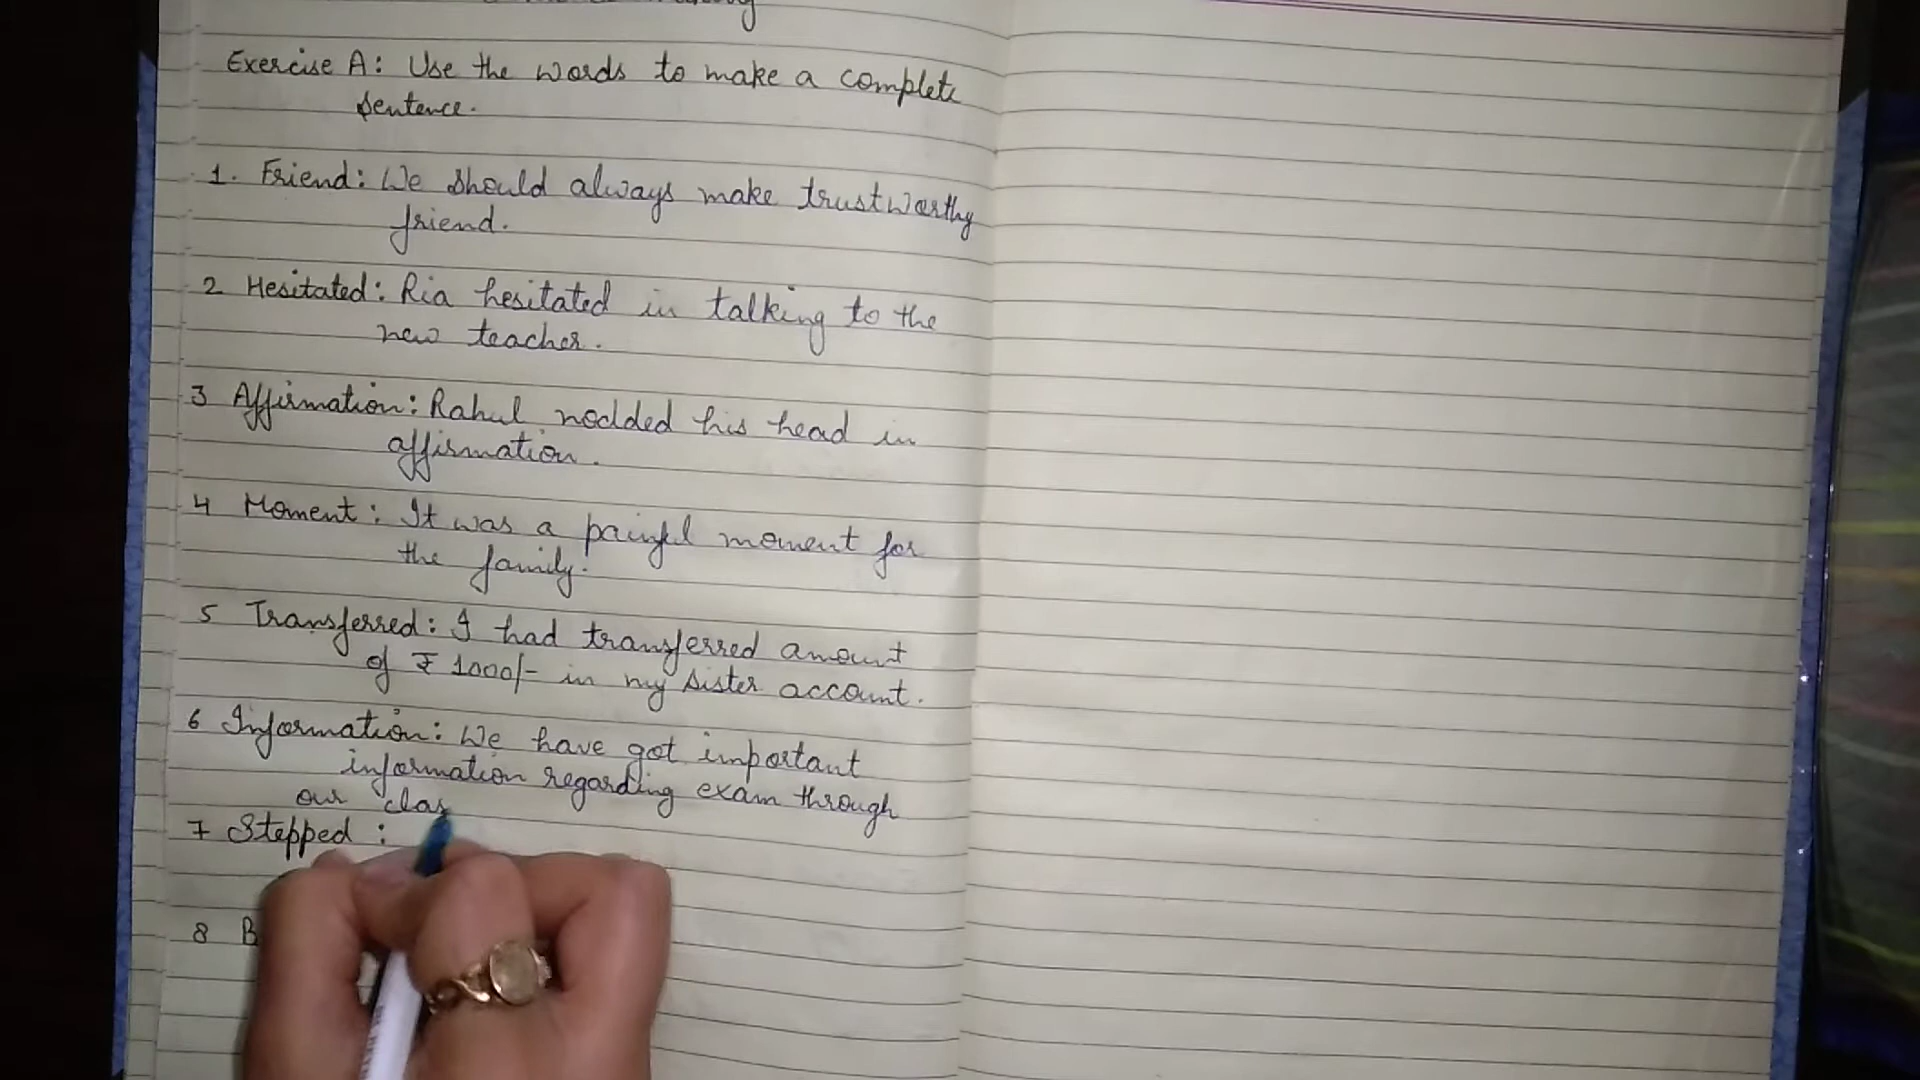 Exercise A: Use the words to make a complete
sentence.
1. Friend: We should always make trustworthy
friend.
2 Hesitated: Ria hesitated in talking to the
new teacher.
3 Affirmation: Rahul nodded his head in
affirmation.
4 Moment: It was a painful moment for
the family.
5 Transferred: I had transferred amount
of ₹ 1000/- in my sister account.
6 Information: We have got important
information regarding exam through
our clas
7 Stepped :
8 B